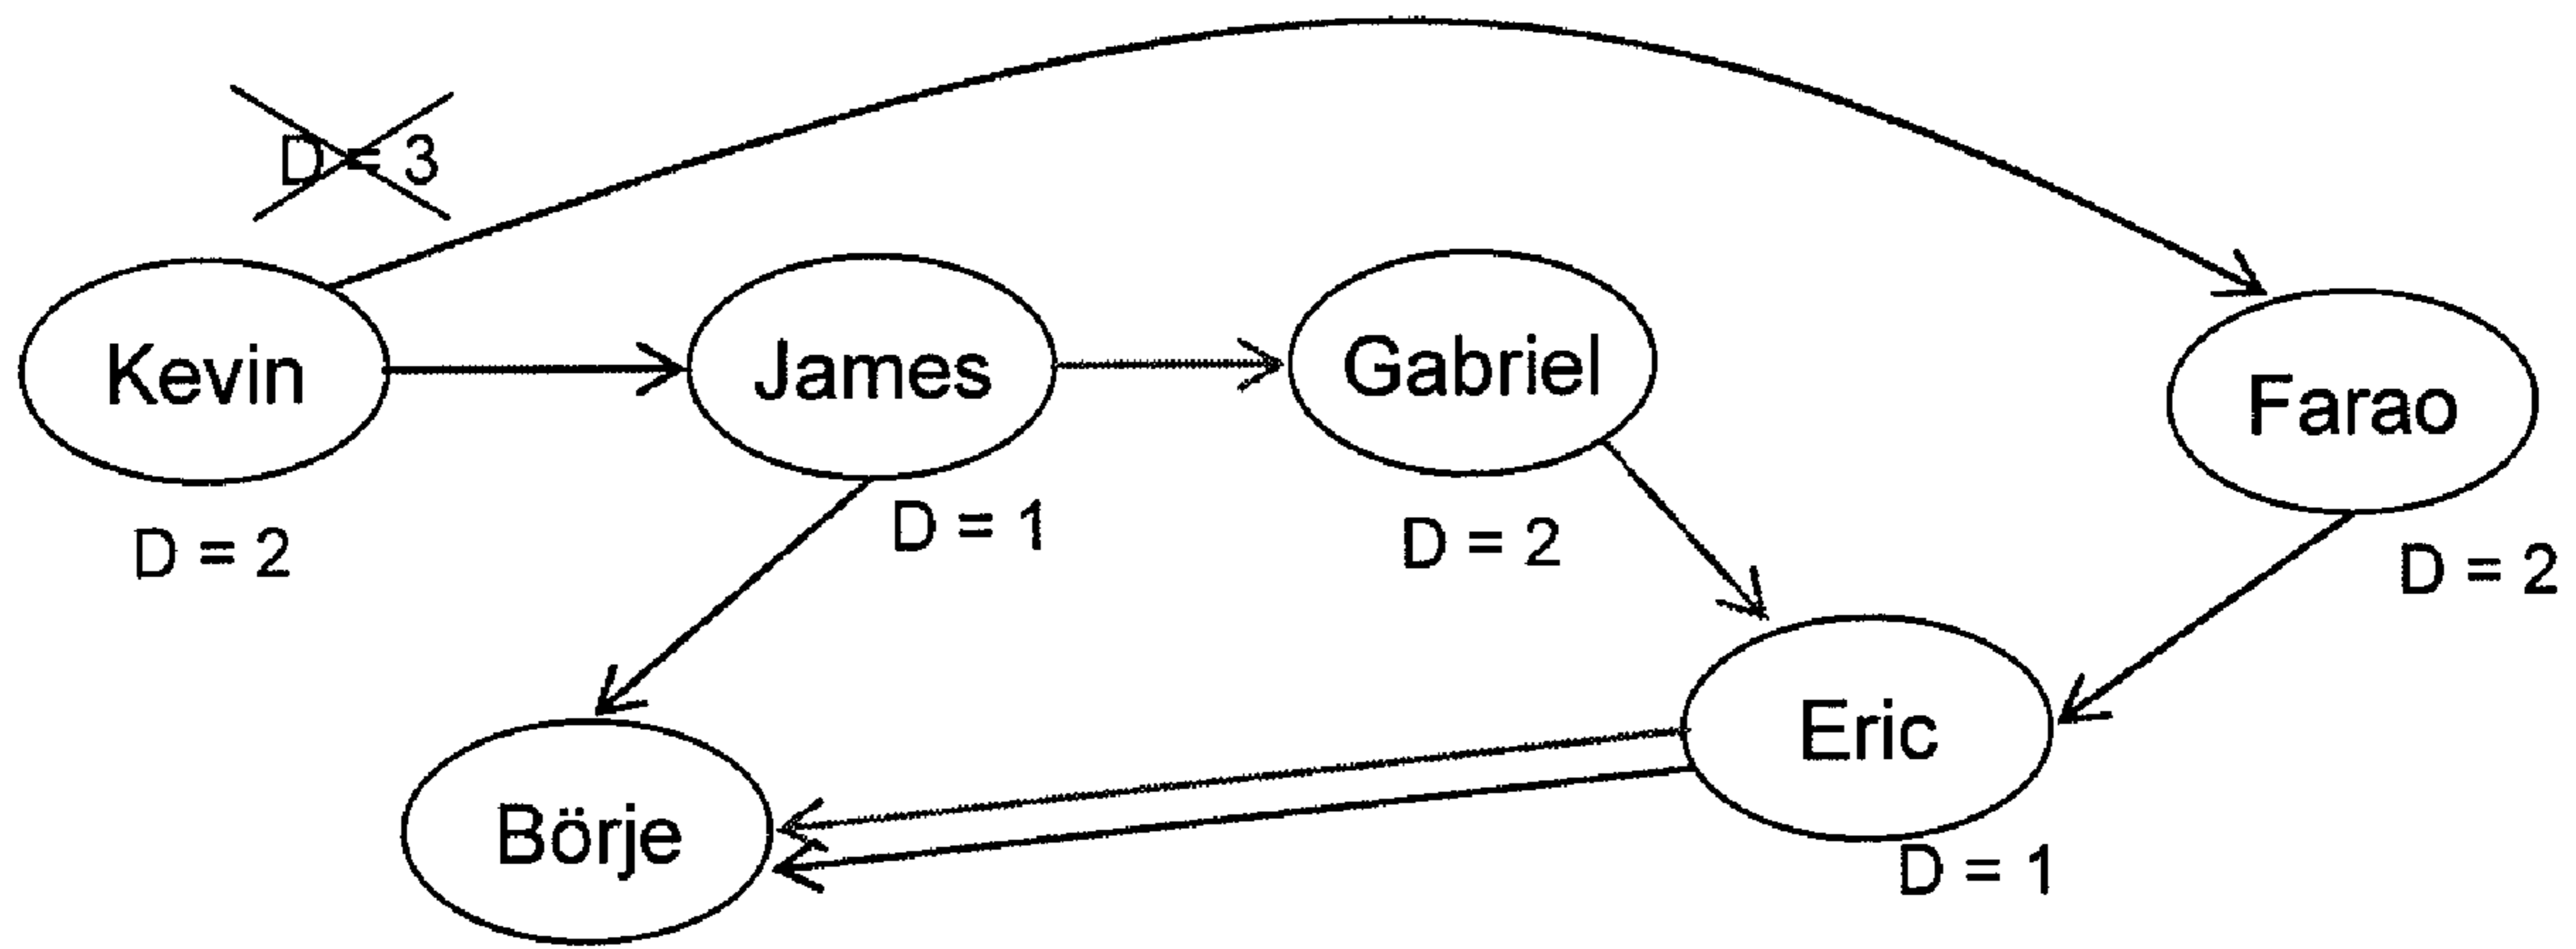 D = 3
Kevin
James
Gabriel
Farao
D = 2
D = 1
D = 2
D = 2
Börje
Eric
D = 1